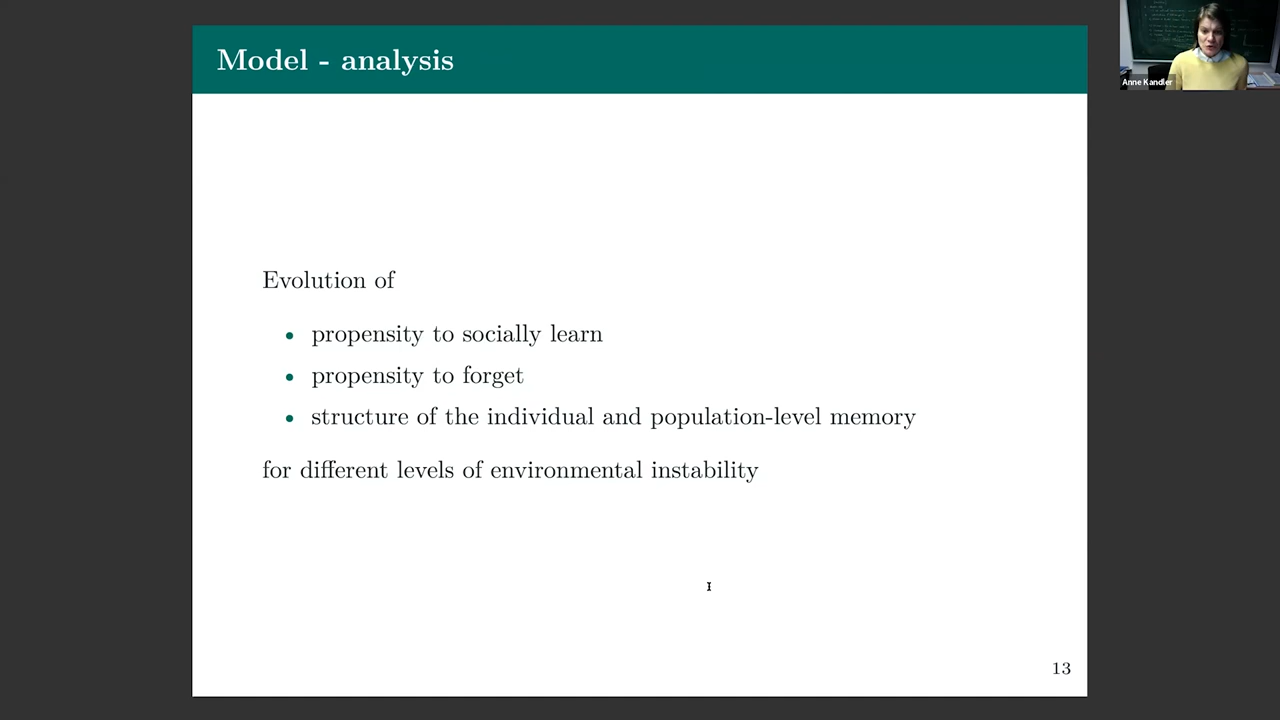 Model - analysis
Anne Kandler
Evolution of
• propensity to socially learn
• propensity to forget
• structure of the individual and population-level memory
for different levels of environmental instability
13